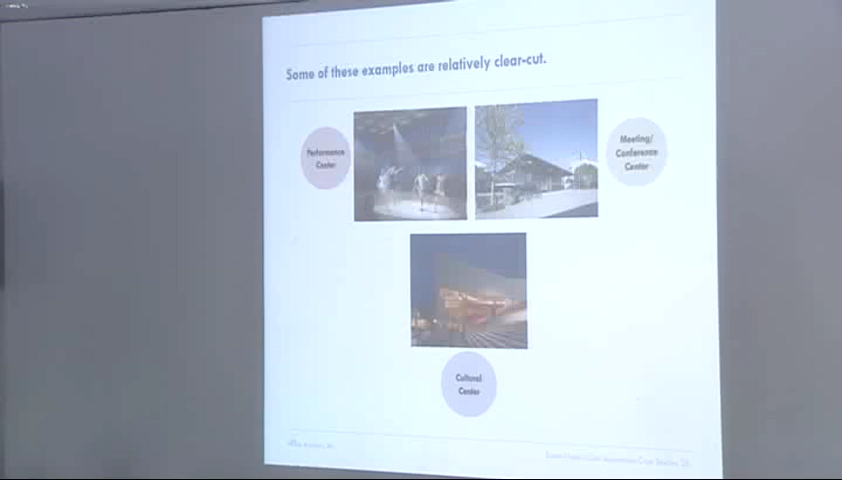 Some of these examples are relatively clear-cut.
Performance
Center
Meeting/
Conference
Center
Cultural
Center